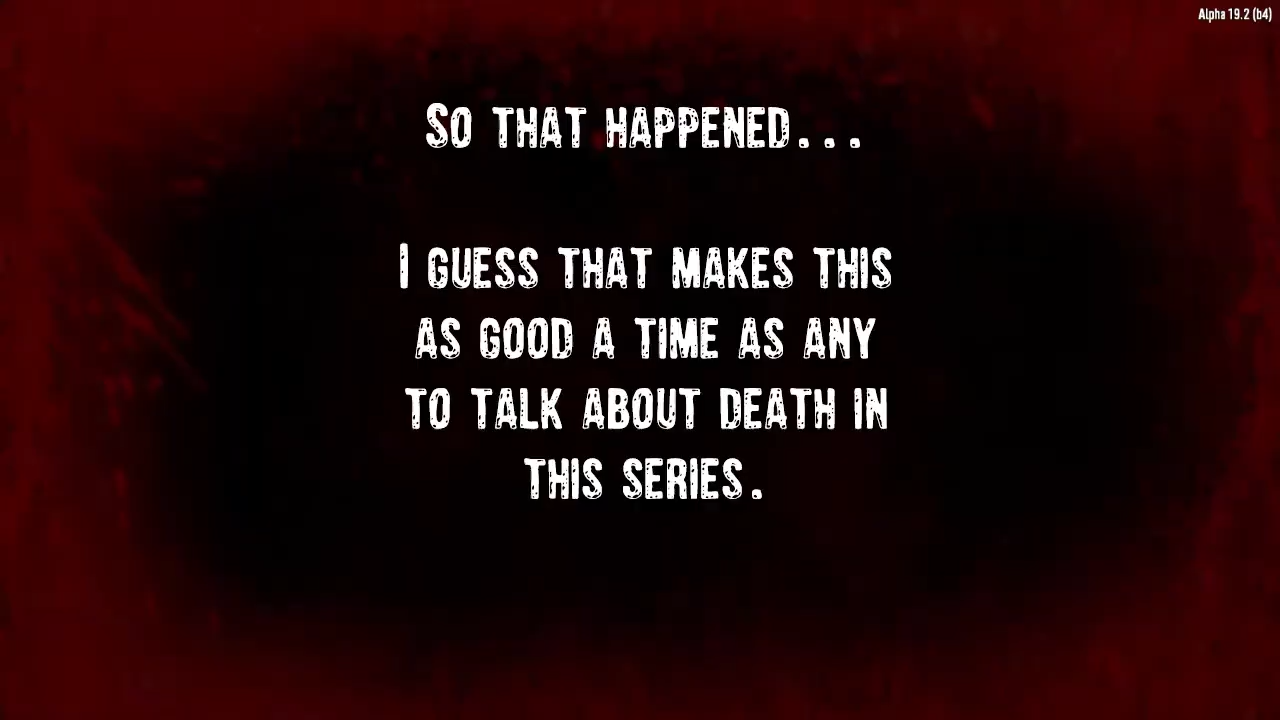 Alpha 19.2 (b4)
So that happened...
I guess that makes this
as good a time as any
to talk about death in
this series.